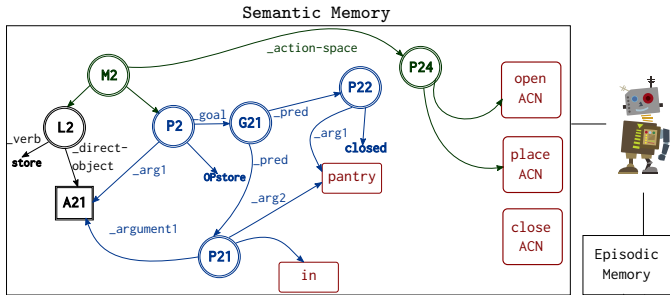 Semantic Memory
_action-space
M2
P24
P22
open
ACN
L2
P2
_goal
G21
_pred
_verb
store
_direct-
object
_arg1
OPstore
_pred
_arg1
closed
place
ACN
pantry
A21
_arg2
_argument1
P21
in
close
ACN
Episodic
Memory